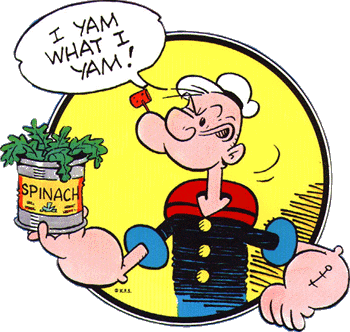 I YAM
WHAT I
YAM!
SPINACH
© K.F.S.